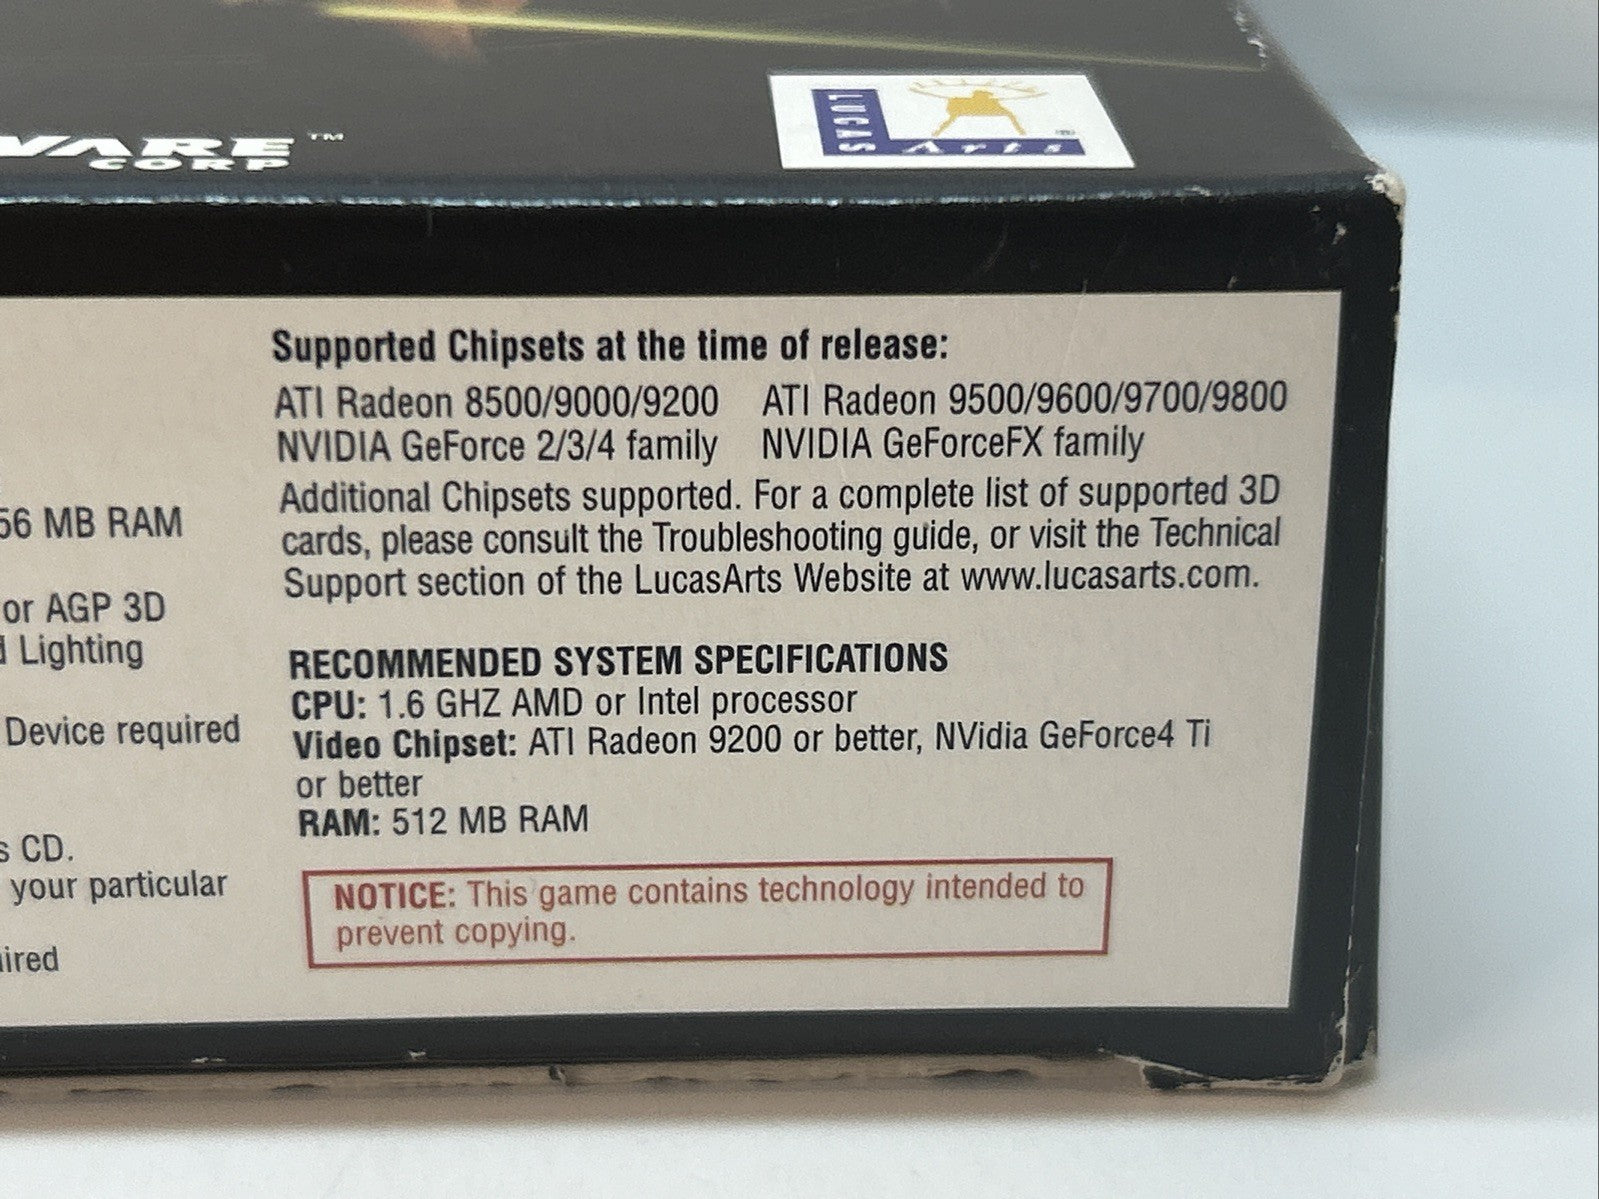 WARE ™
CORP
LUCAS
Arts
Supported Chipsets at the time of release:
ATI Radeon 8500/9000/9200 ATI Radeon 9500/9600/9700/9800
NVIDIA GeForce 2/3/4 family NVIDIA GeForceFX family
Additional Chipsets supported. For a complete list of supported 3D
cards, please consult the Troubleshooting guide, or visit the Technical
Support section of the LucasArts Website at www.lucasarts.com.
RECOMMENDED SYSTEM SPECIFICATIONS
CPU: 1.6 GHZ AMD or Intel processor
Video Chipset: ATI Radeon 9200 or better, NVidia GeForce4 Ti
or better
RAM: 512 MB RAM
NOTICE: This game contains technology intended to
prevent copying.
56 MB RAM
or AGP 3D
Lighting
Device required
s CD.
your particular
ired